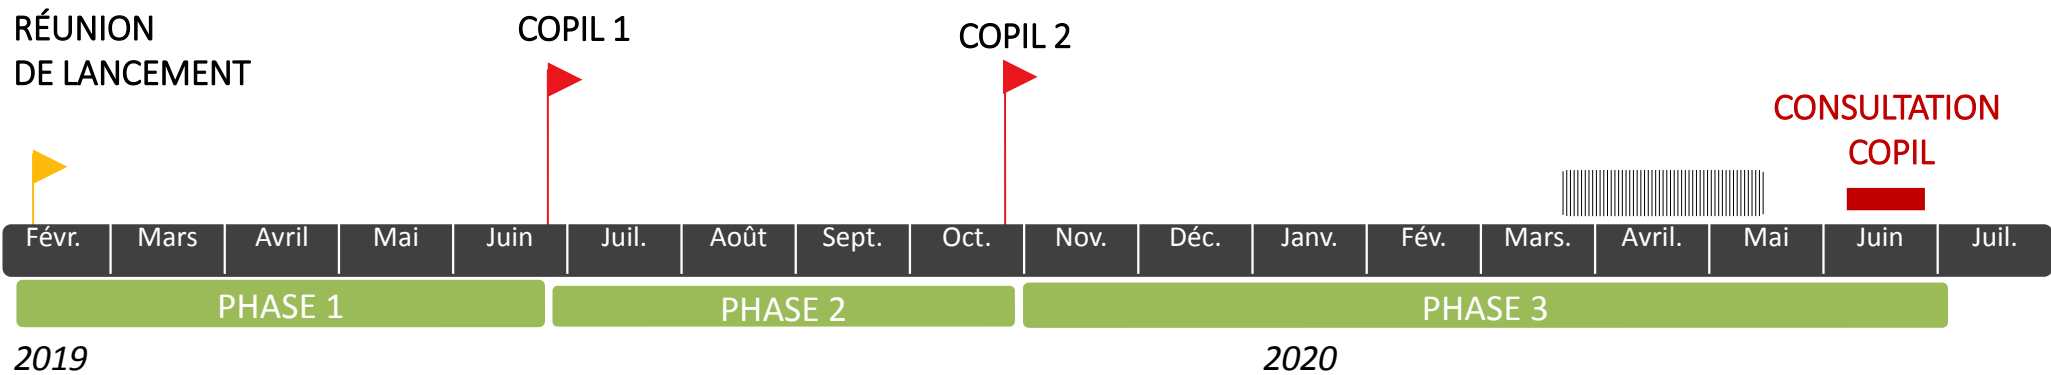 RÉUNION
DE LANCEMENT
COPIL 1
COPIL 2
CONSULTATION
COPIL
Févr. Mars Avril Mai Juin Juil. Août Sept. Oct. Nov. Déc. Janv. Fév. Mars. Avril. Mai Juin Juil.
PHASE 1 PHASE 2 PHASE 3
2019 2020